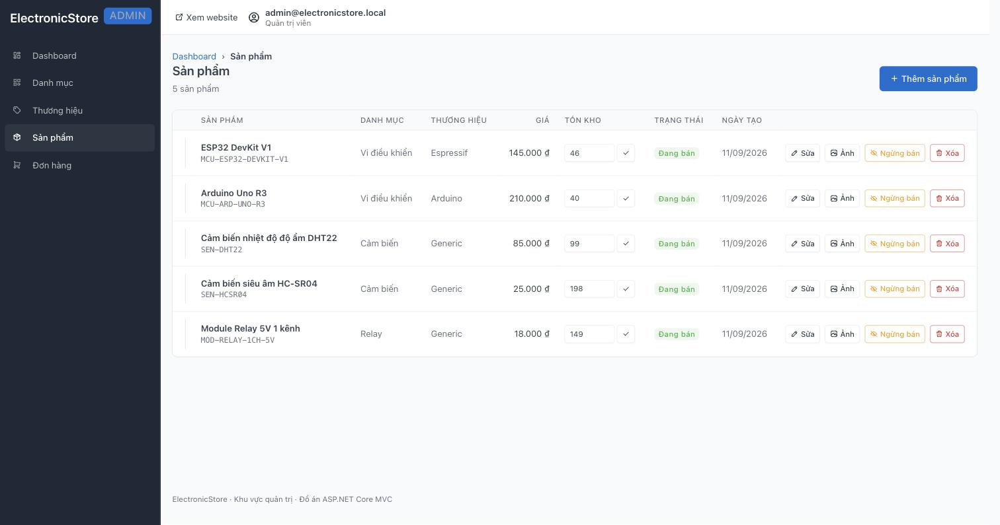 ElectronicStore ADMIN
Dashboard
Danh mục
Thương hiệu
Sản phẩm
Đơn hàng
Xem website
admin@electronicstore.local
Quản trị viên
Dashboard › Sản phẩm
Sản phẩm
5 sản phẩm
+ Thêm sản phẩm
SẢN PHẨM DANH MỤC THƯƠNG HIỆU GIÁ TỒN KHO TRẠNG THÁI NGÀY TẠO
ESP32 DevKit V1
MCU-ESP32-DEVKIT-V1
Vi điều khiển Espressif 145.000 ₫ 46 Đang bán 11/09/2026 Sửa Ảnh Ngừng bán Xóa
Arduino Uno R3
MCU-ARD-UNO-R3
Vi điều khiển Arduino 210.000 ₫ 40 Đang bán 11/09/2026 Sửa Ảnh Ngừng bán Xóa
Cảm biến nhiệt độ độ ẩm DHT22
SEN-DHT22
Cảm biến Generic 85.000 ₫ 99 Đang bán 11/09/2026 Sửa Ảnh Ngừng bán Xóa
Cảm biến siêu âm HC-SR04
SEN-HCSR04
Cảm biến Generic 25.000 ₫ 198 Đang bán 11/09/2026 Sửa Ảnh Ngừng bán Xóa
Module Relay 5V 1 kênh
MOD-RELAY-1CH-5V
Relay Generic 18.000 ₫ 149 Đang bán 11/09/2026 Sửa Ảnh Ngừng bán Xóa
ElectronicStore · Khu vực quản trị · Đồ án ASP.NET Core MVC